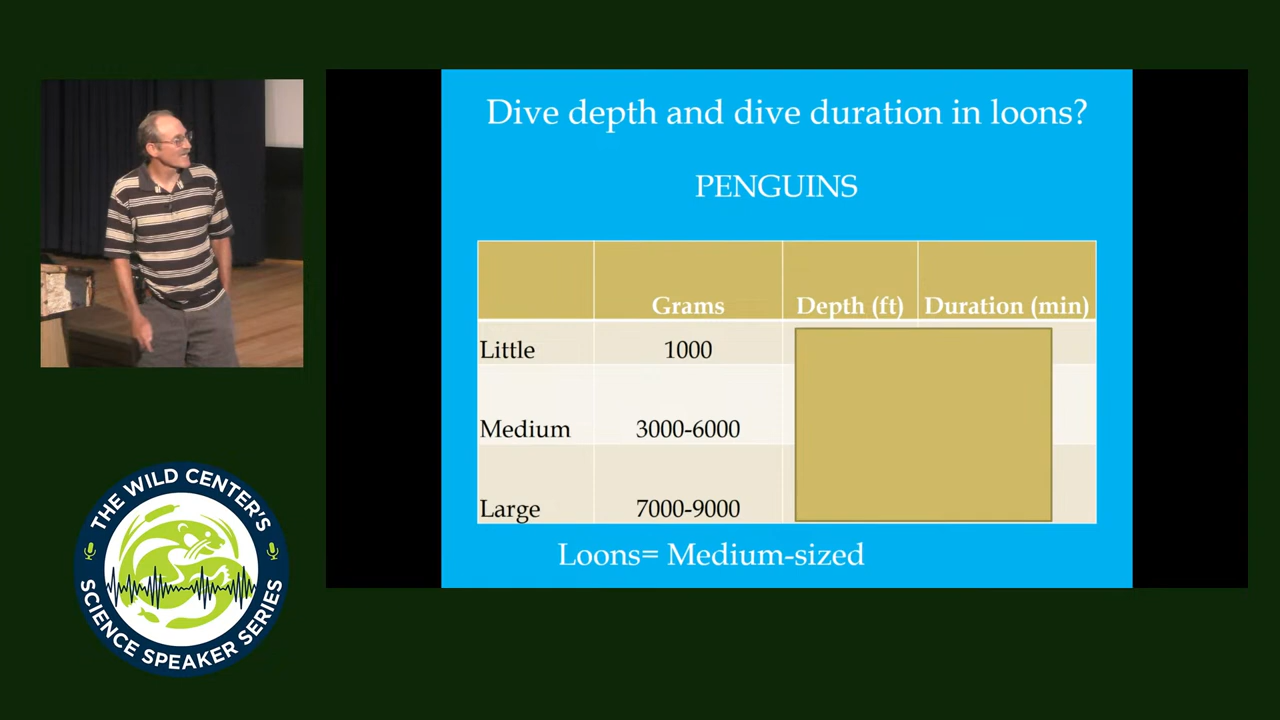 Dive depth and dive duration in loons?
PENGUINS
Grams Depth (ft) Duration (min)
Little 1000
Medium 3000-6000
Large 7000-9000
Loons= Medium-sized
THE WILD CENTER'S
SCIENCE SPEAKER SERIES